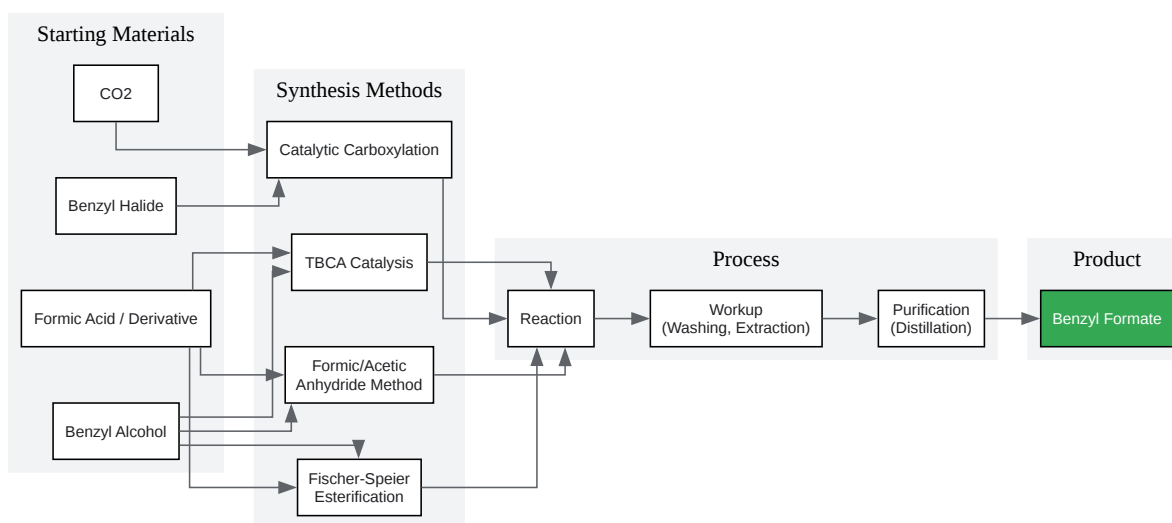 Starting Materials
CO2
Benzyl Halide
Formic Acid / Derivative
Benzyl Alcohol
Synthesis Methods
Catalytic Carboxylation
TBCA Catalysis
Formic/Acetic
Anhydride Method
Fischer-Speier
Esterification
Process
Reaction
Workup
(Washing, Extraction)
Purification
(Distillation)
Product
Benzyl Formate